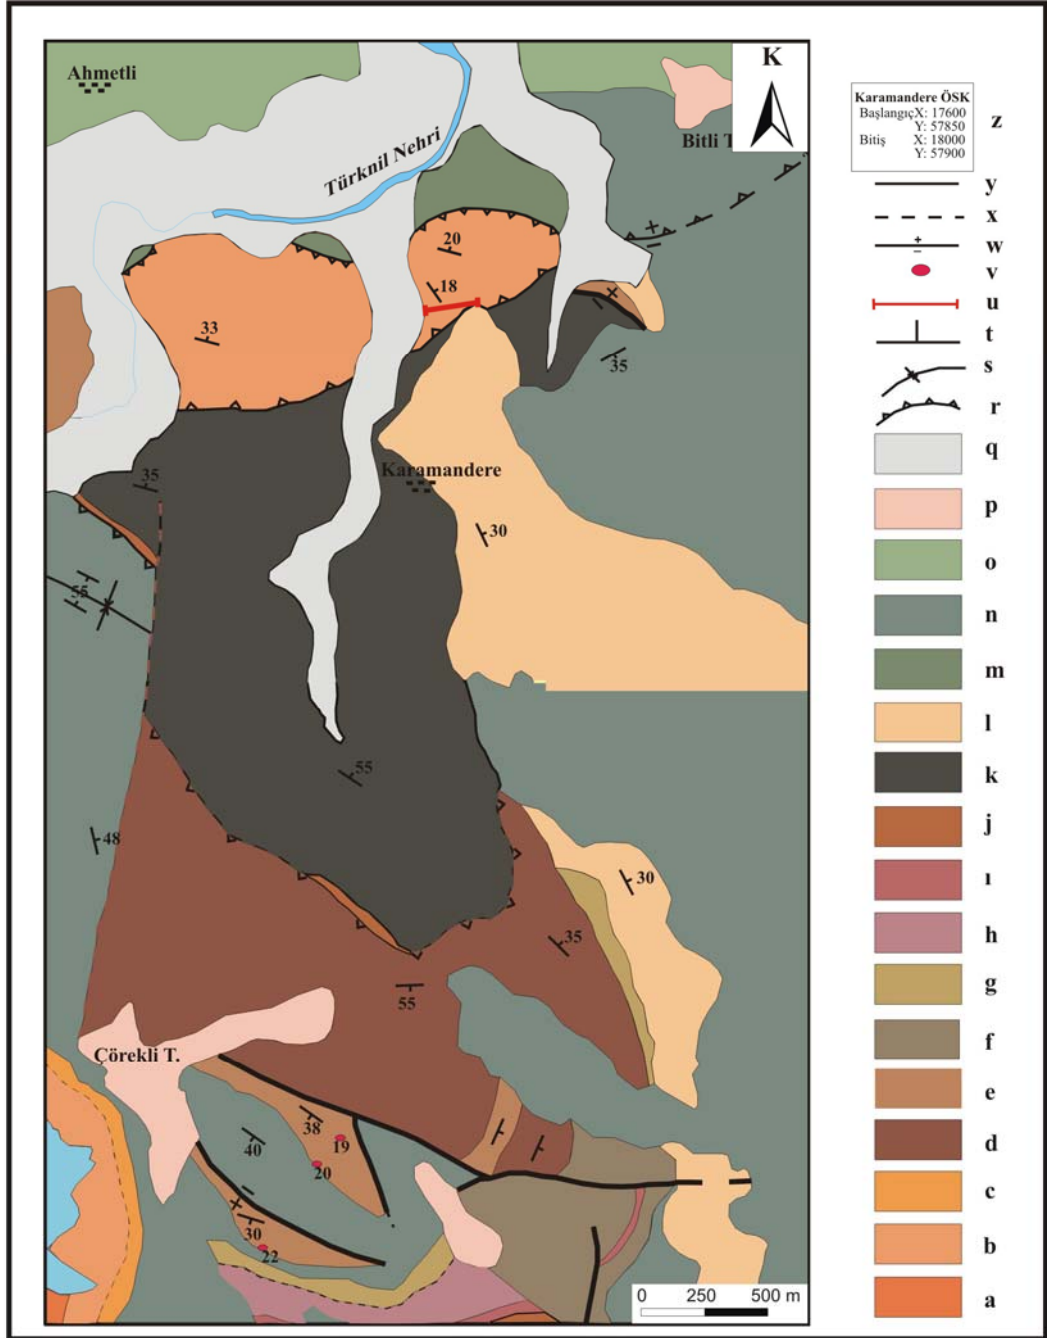 Ahmetli
K
Bitli T
Türknil Nehri
20
18
33
35
35
Karamandere
30
55
55
48
30
35
55
Çörekli T.
38
19
40
20
30
22
0 250 500 m
Karamandere ÖSK
BaşlangıçX: 17600
Y: 57850
Bitiş X: 18000
Y: 57900
z
y
x
w
+
−
v
u
t
s
r
q
p
o
n
m
l
k
j
ı
h
g
f
e
d
c
b
a